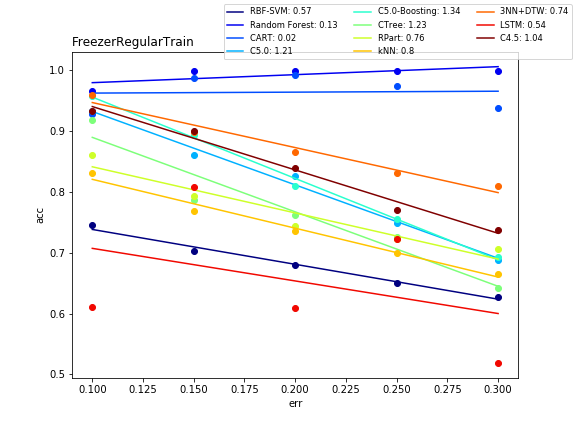 RBF-SVM: 0.57
Random Forest: 0.13
CART: 0.02
C5.0: 1.21
C5.0-Boosting: 1.34
CTree: 1.23
RPart: 0.76
kNN: 0.8
3NN+DTW: 0.74
LSTM: 0.54
C4.5: 1.04
FreezerRegularTrain
acc
1.0
0.9
0.8
0.7
0.6
0.5
0.100 0.125 0.150 0.175 0.200 0.225 0.250 0.275 0.300
err